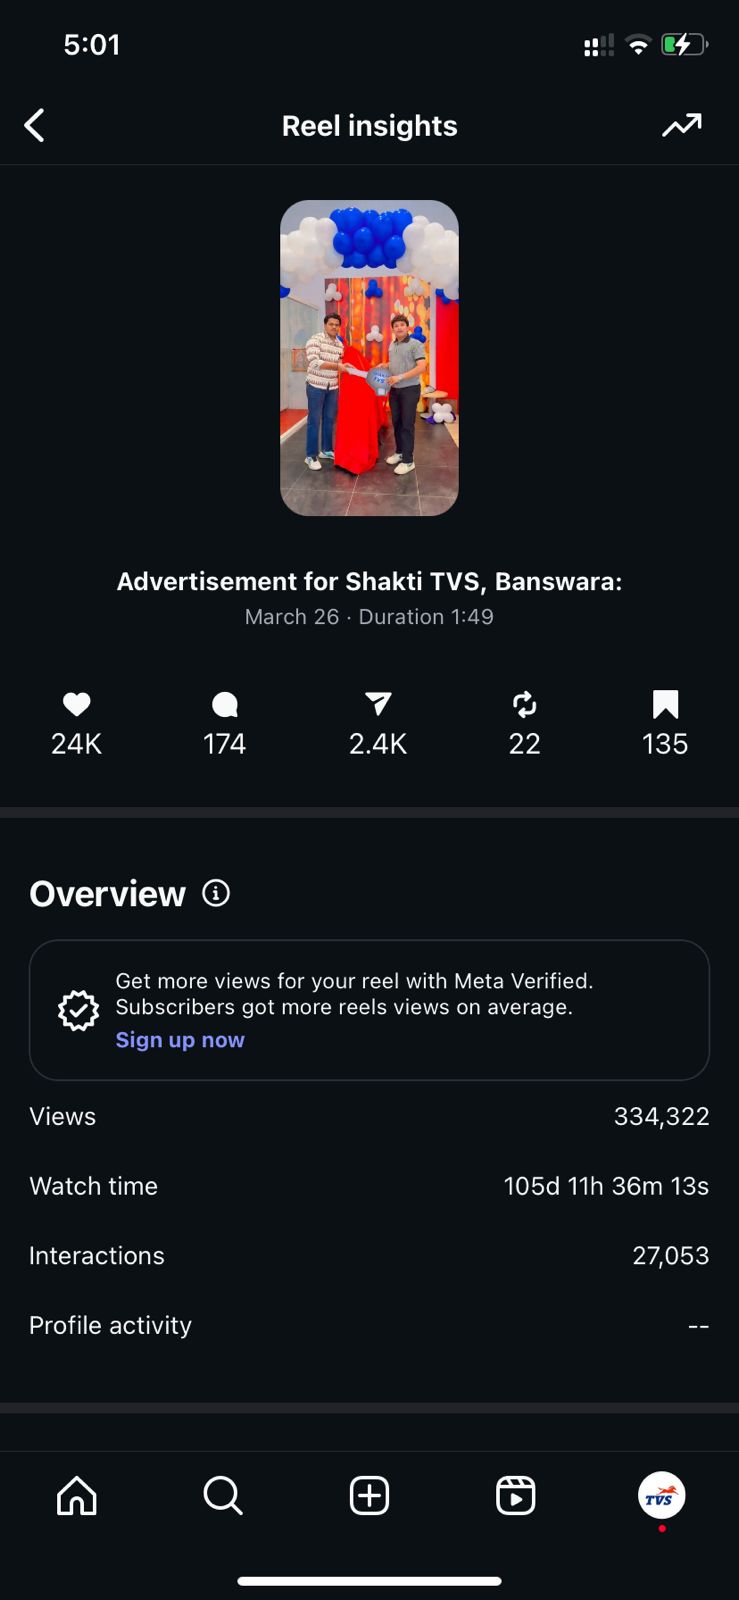 5:01
Reel insights
TVS
Advertisement for Shakti TVS, Banswara:
March 26 · Duration 1:49
24K
174
2.4K
22
135
Overview
Get more views for your reel with Meta Verified.
Subscribers got more reels views on average.
Sign up now
Views 334,322
Watch time 105d 11h 36m 13s
Interactions 27,053
Profile activity --
TVS